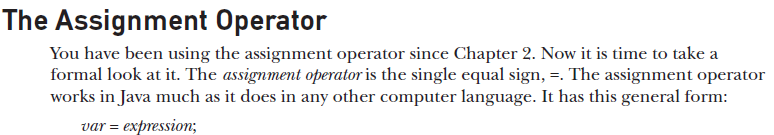 The Assignment Operator
You have been using the assignment operator since Chapter 2. Now it is time to take a
formal look at it. The assignment operator is the single equal sign, =. The assignment operator
works in Java much as it does in any other computer language. It has this general form:
var = expression;